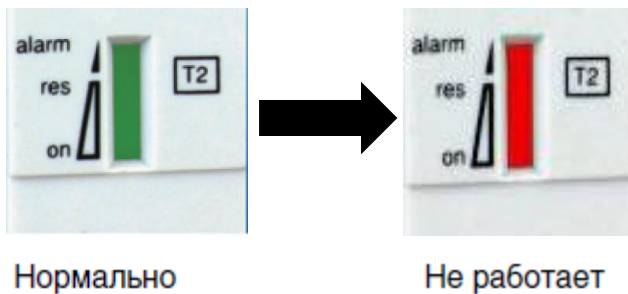 alarm
res
on
T2
alarm
res
on
T2
Нормально
Не работает